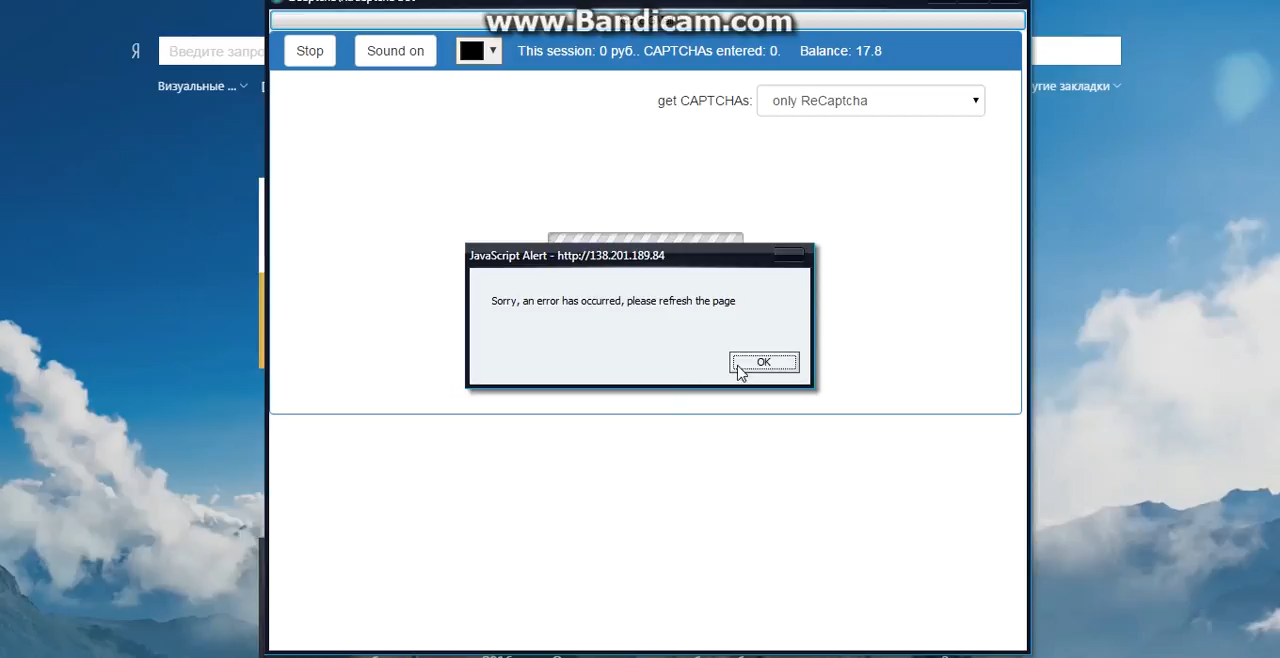 www.Bandicam.com
Я
Введите запро
Stop
Sound on
This session: 0 руб.. CAPTCHAs entered: 0.
Balance: 17.8
Визуальные ...
ругие закладки
get CAPTCHAs:
only ReCaptcha
JavaScript Alert - http://138.201.189.84
Sorry, an error has occurred, please refresh the page
OK